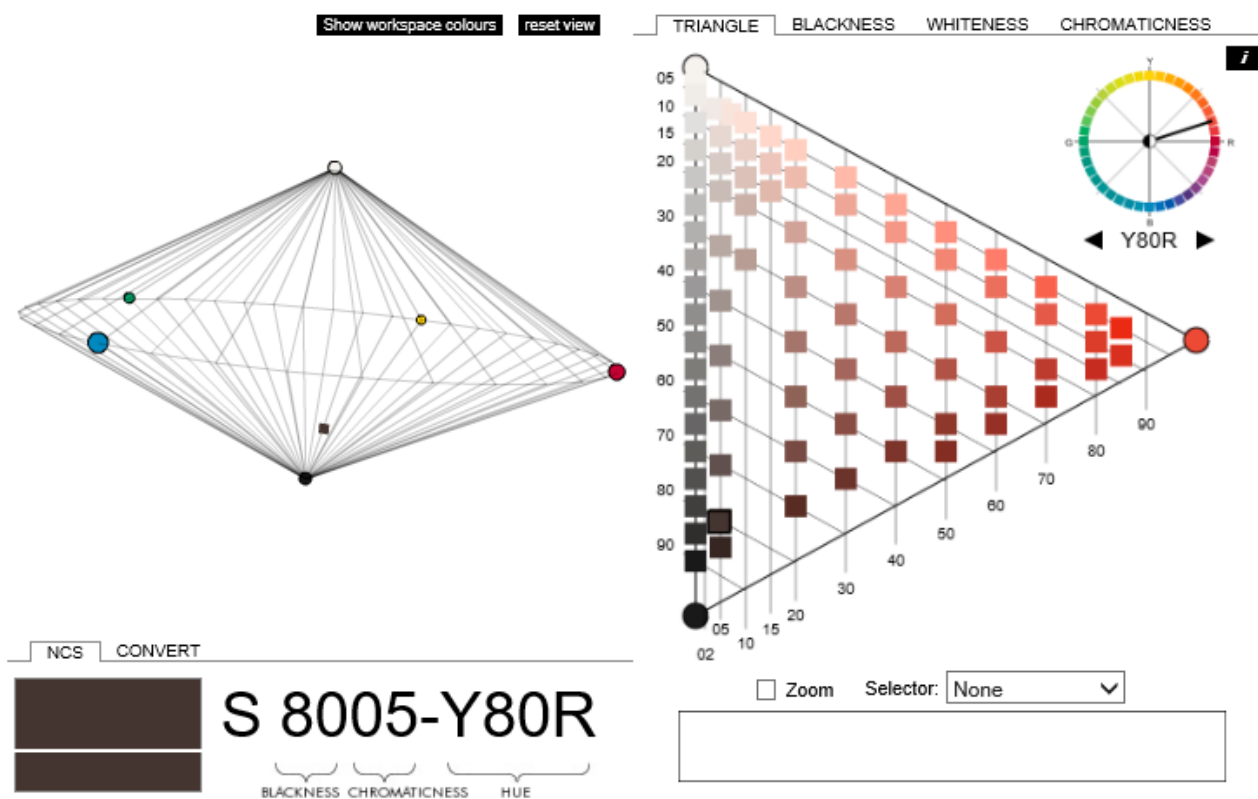 Show workspace colours reset view
TRIANGLE BLACKNESS WHITENESS CHROMATICNESS
i
Y
G
R
B
Y80R
05
10
15
20
30
40
50
60
70
80
90
90
80
70
60
50
40
30
20
15
10
05
02
NCS CONVERT
S 8005-Y80R
BLACKNESS CHROMATICNESS HUE
Zoom Selector: None